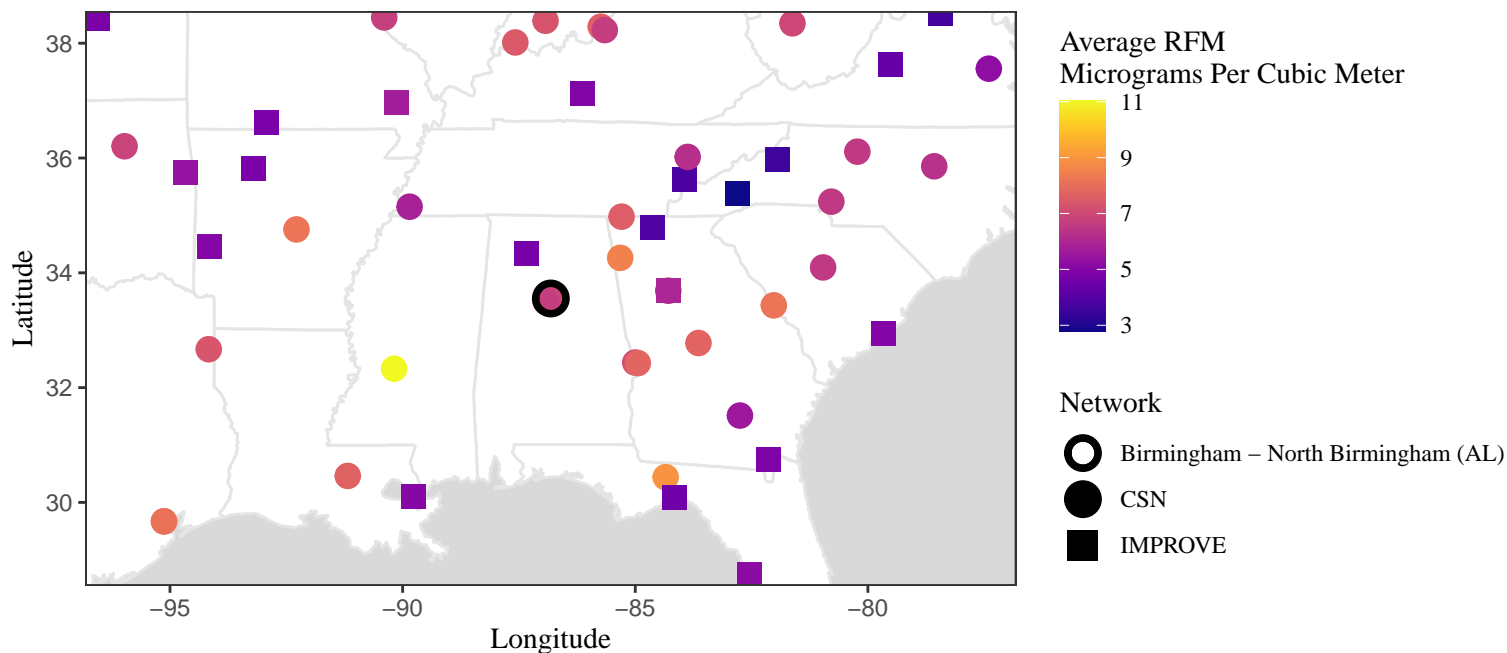 38
36
34
32
30
Latitude
−95
−90
−85
−80
Longitude
Average RFM
Micrograms Per Cubic Meter
11
9
7
5
3
Network
Birmingham − North Birmingham (AL)
CSN
IMPROVE